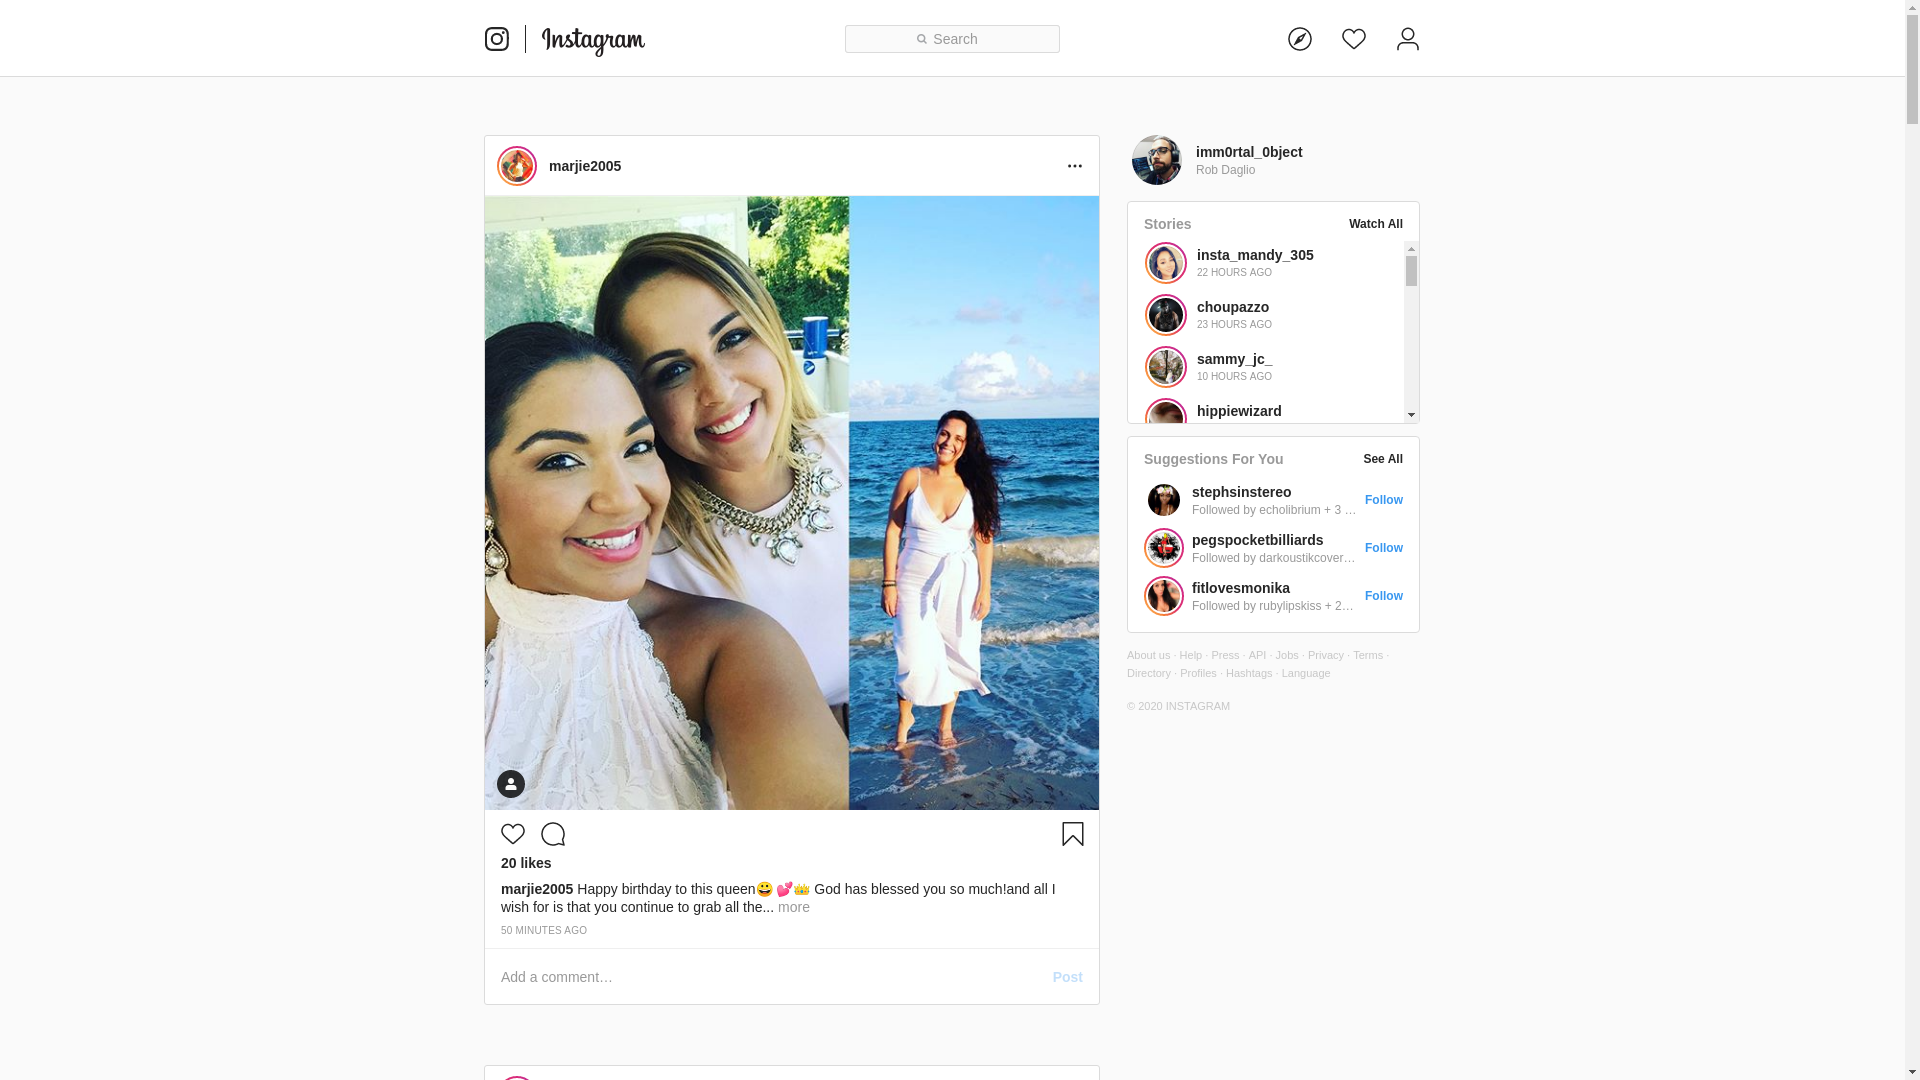 Instagram
Search
marjie2005
20 likes
marjie2005 Happy birthday to this queen😀 💕👑 God has blessed you so much!and all I
wish for is that you continue to grab all the... more
50 MINUTES AGO
Add a comment…
Post
imm0rtal_0bject
Rob Daglio
Stories
Watch All
insta_mandy_305
22 HOURS AGO
choupazzo
23 HOURS AGO
sammy_jc_
10 HOURS AGO
hippiewizard
Suggestions For You
See All
stephsinstereo
Followed by echolibrium + 3 …
Follow
pegspocketbilliards
Followed by darkoustikcover…
Follow
fitlovesmonika
Followed by rubylipskiss + 2…
Follow
About us · Help · Press · API · Jobs · Privacy · Terms ·
Directory · Profiles · Hashtags · Language
© 2020 INSTAGRAM